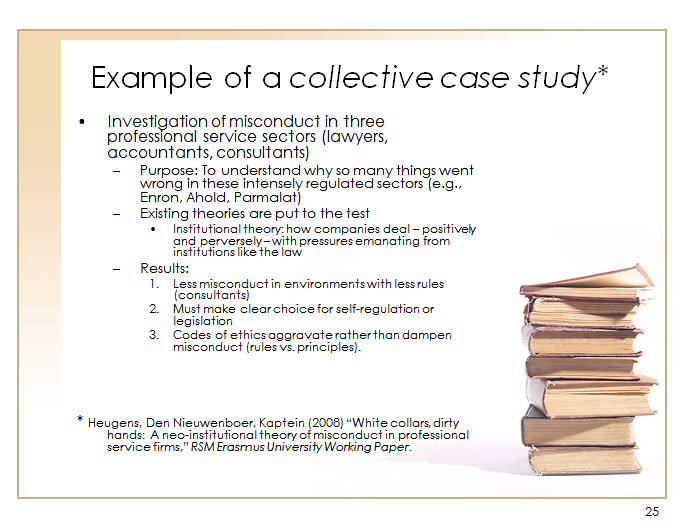 Example of a collective case study*
• Investigation of misconduct in three
professional service sectors (lawyers,
accountants, consultants)
– Purpose: To understand why so many things went
wrong in these intensely regulated sectors (e.g.,
Enron, Ahold, Parmalat)
– Existing theories are put to the test
• Institutional theory: how companies deal – positively
and perversely – with pressures emanating from
institutions like the law
– Results:
1. Less misconduct in environments with less rules
(consultants)
2. Must make clear choice for self-regulation or
legislation
3. Codes of ethics aggravate rather than dampen
misconduct (rules vs. principles).
* Heugens, Den Nieuwenboer, Kaptein (2008) “White collars, dirty
hands: A neo-institutional theory of misconduct in professional
service firms,” RSM Erasmus University Working Paper.
25